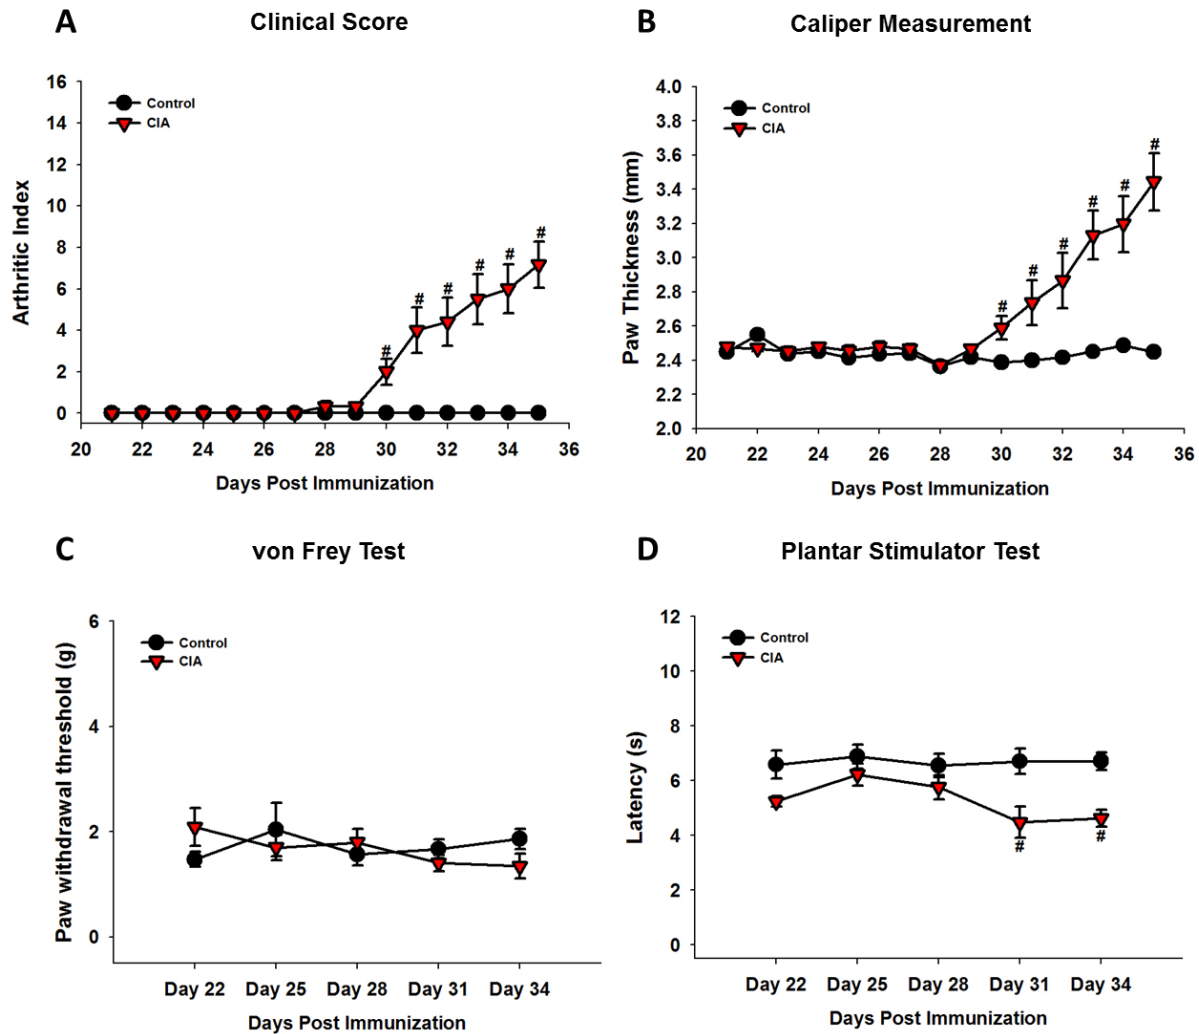 A
Clinical Score
16
14
12
10
8
6
4
2
0
Arthritic Index
Control
CIA
#
#
#
#
#
#
20
22
24
26
28
30
32
34
36
Days Post Immunization
B
Caliper Measurement
4.0
3.8
3.6
3.4
3.2
3.0
2.8
2.6
2.4
2.2
2.0
Paw Thickness (mm)
Control
CIA
#
#
#
#
#
#
20
22
24
26
28
30
32
34
36
Days Post Immunization
C
von Frey Test
6
4
2
0
Paw withdrawal threshold (g)
Control
CIA
Day 22
Day 25
Day 28
Day 31
Day 34
Days Post Immunization
D
Plantar Stimulator Test
12
10
8
6
4
2
0
Latency (s)
Control
CIA
#
#
Day 22
Day 25
Day 28
Day 31
Day 34
Days Post Immunization